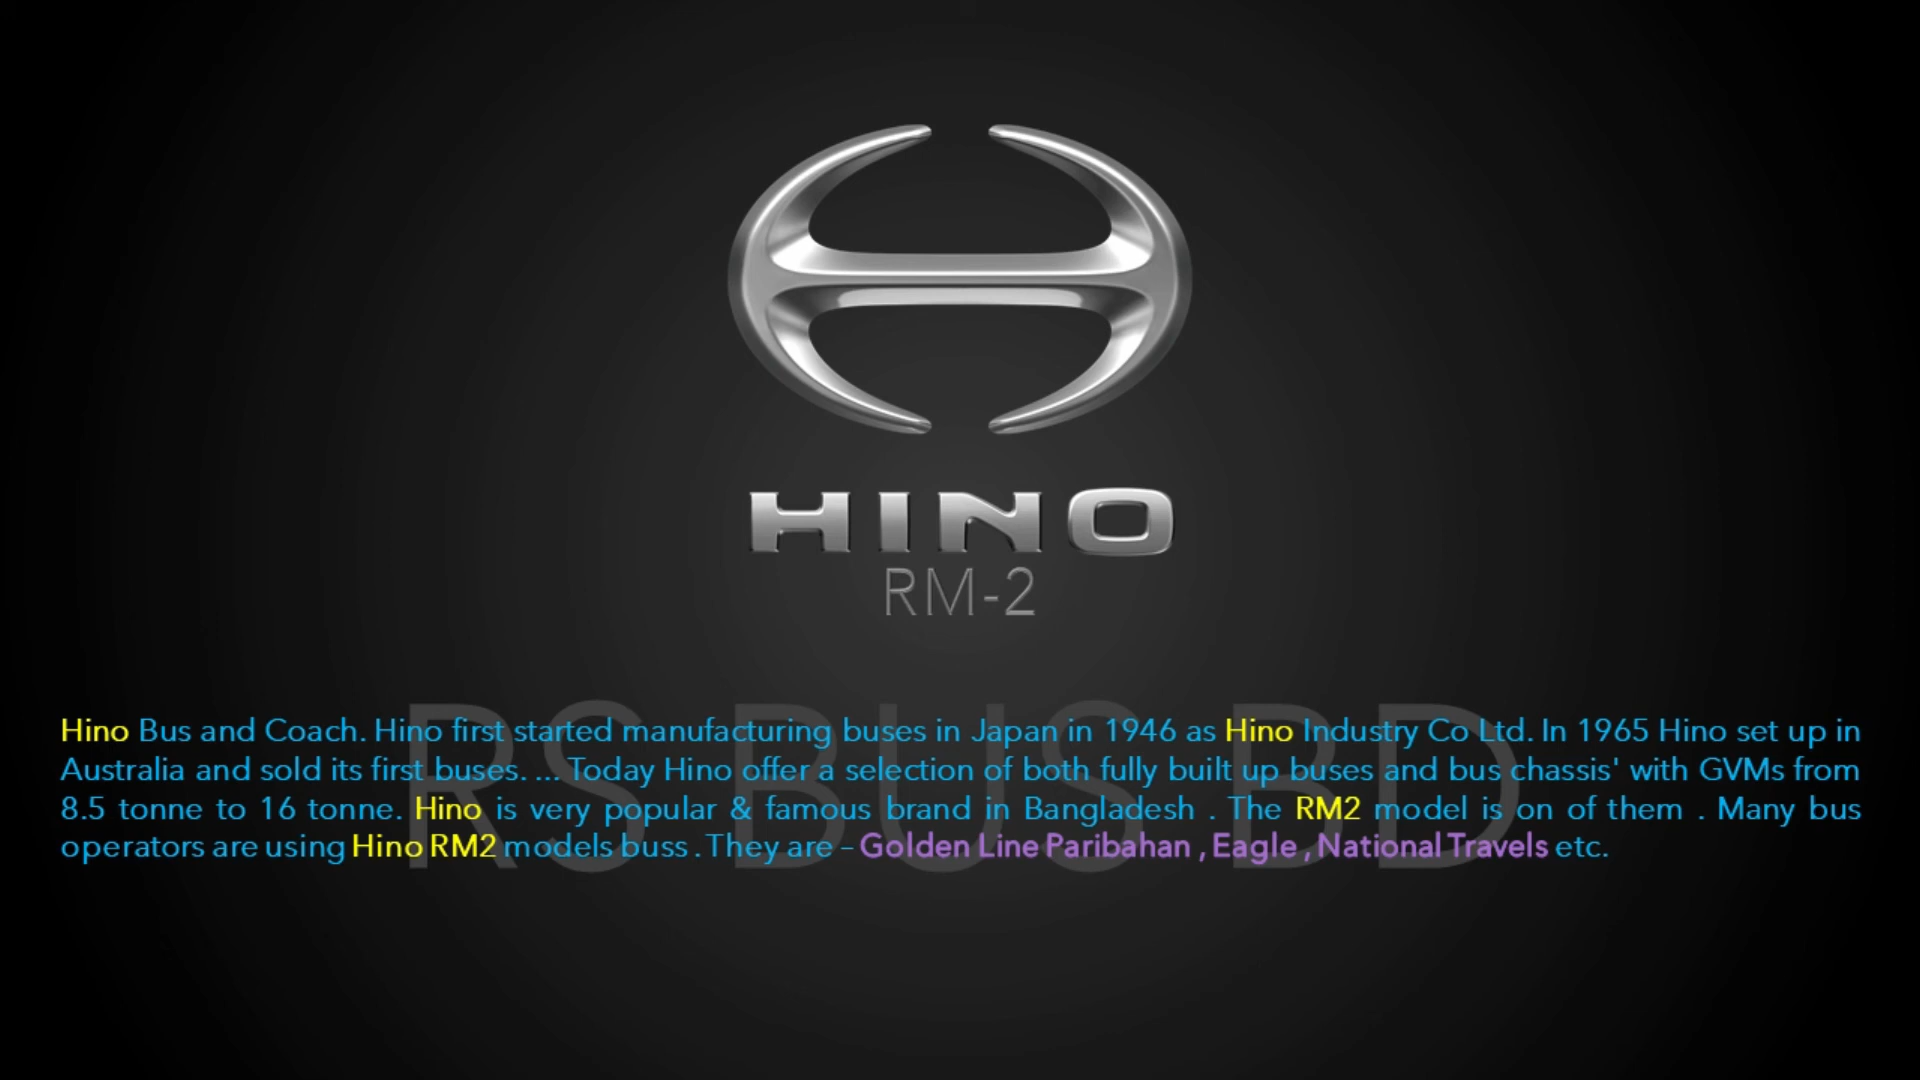 HINO
RM-2
RS BUS BD
Hino Bus and Coach. Hino first started manufacturing buses in Japan in 1946 as Hino Industry Co Ltd. In 1965 Hino set up in
Australia and sold its first buses. ... Today Hino offer a selection of both fully built up buses and bus chassis' with GVMs from
8.5 tonne to 16 tonne. Hino is very popular & famous brand in Bangladesh . The RM2 model is on of them . Many bus
operators are using Hino RM2 models buss . They are – Golden Line Paribahan , Eagle , National Travels etc.